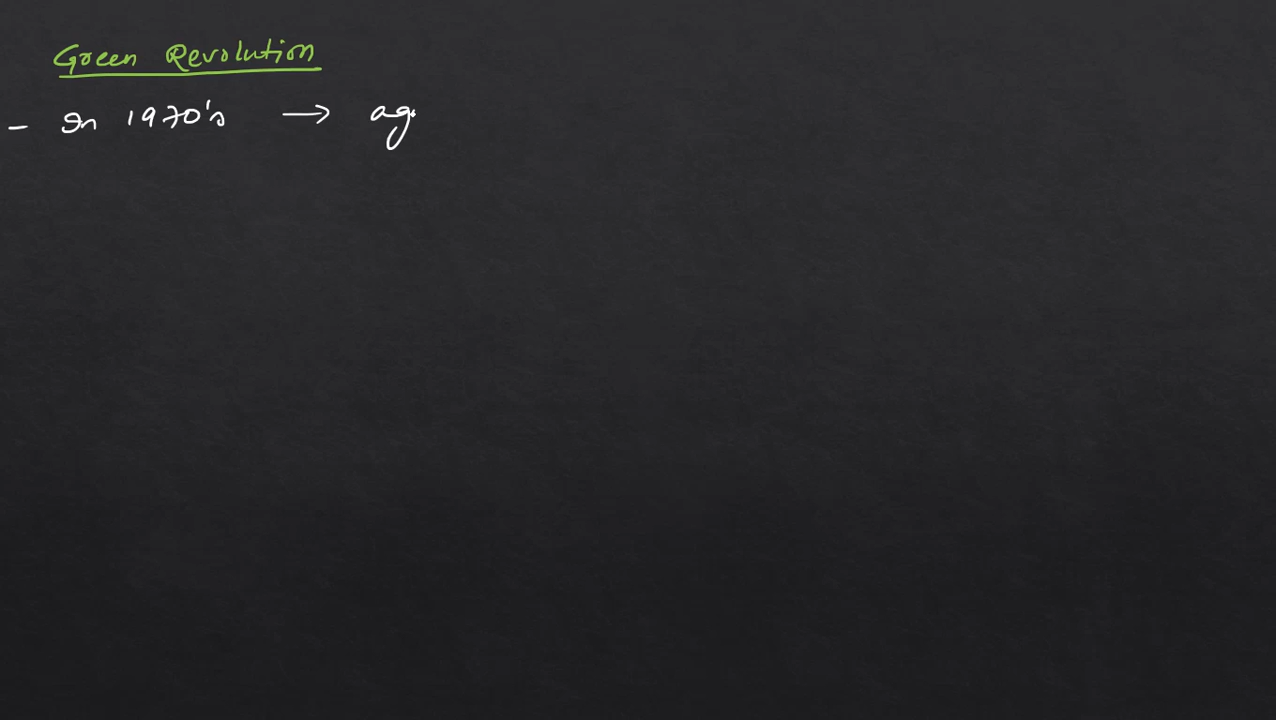 Green Revolution
- In 1970's → ag